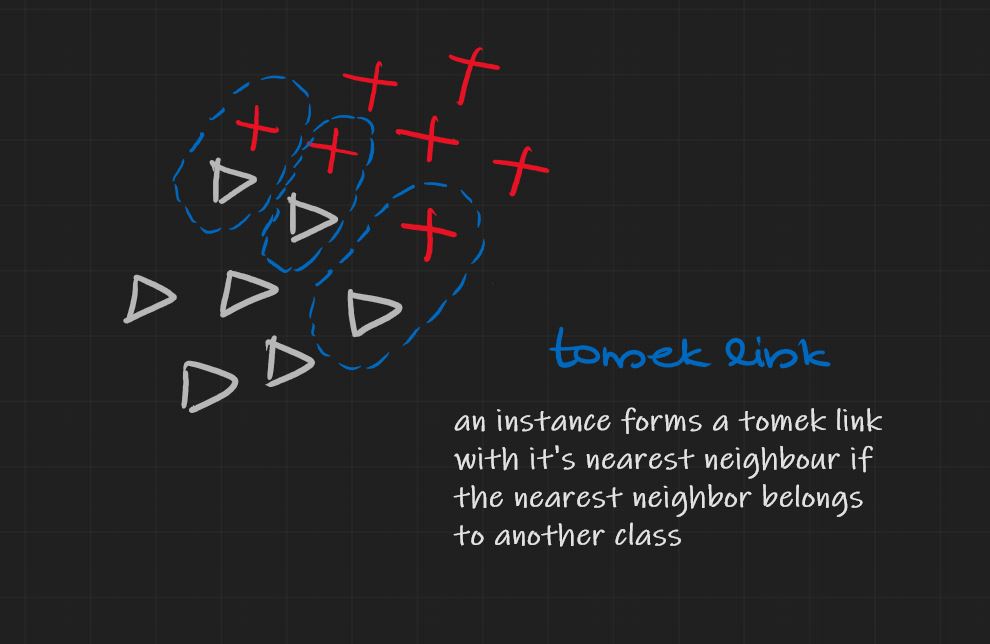 tomek link
an instance forms a tomek link
with it's nearest neighbour if
the nearest neighbor belongs
to another class